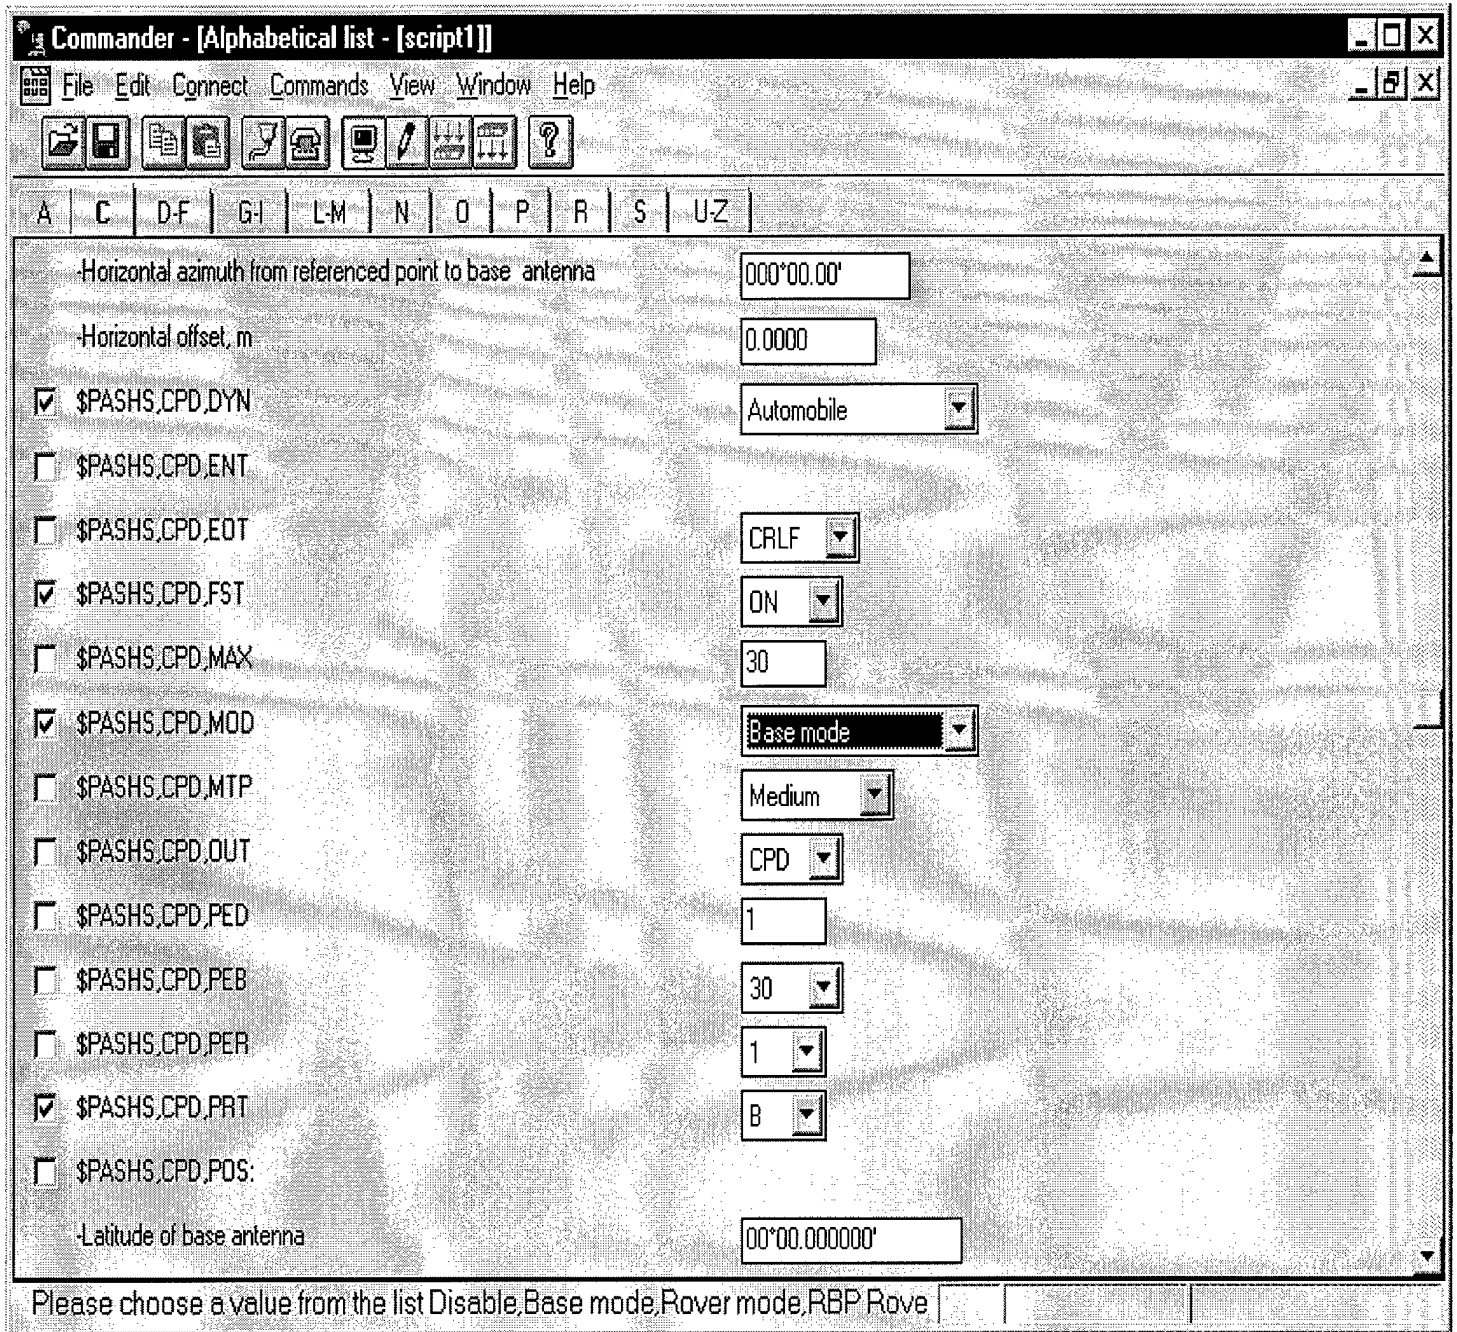 Commander - [Alphabetical list - [script1]]
File Edit Connect Commands View Window Help
A C D-F G-I L-M N O P R S U-Z
-Horizontal azimuth from referenced point to base antenna 000°00.00'
-Horizontal offset, m 0.0000
$PASHS,CPD,DYN Automobile
$PASHS,CPD,ENT
$PASHS,CPD,EOT CRLF
$PASHS,CPD,FST ON
$PASHS,CPD,MAX 30
$PASHS,CPD,MOD Base mode
$PASHS,CPD,MTP Medium
$PASHS,CPD,OUT CPD
$PASHS,CPD,PED 1
$PASHS,CPD,PEB 30
$PASHS,CPD,PER 1
$PASHS,CPD,PRT B
$PASHS,CPD,POS:
-Latitude of base antenna 00°00.000000'
Please choose a value from the list Disable,Base mode,Rover mode,RBP Rove